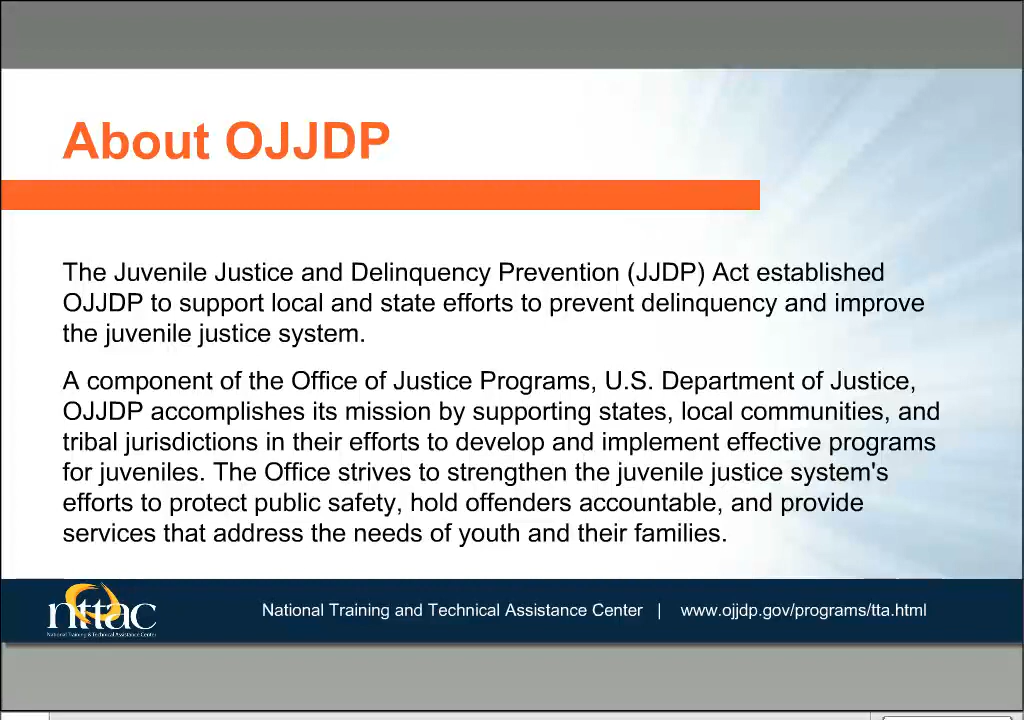 About OJJDP
The Juvenile Justice and Delinquency Prevention (JJDP) Act established
OJJDP to support local and state efforts to prevent delinquency and improve
the juvenile justice system.
A component of the Office of Justice Programs, U.S. Department of Justice,
OJJDP accomplishes its mission by supporting states, local communities, and
tribal jurisdictions in their efforts to develop and implement effective programs
for juveniles. The Office strives to strengthen the juvenile justice system's
efforts to protect public safety, hold offenders accountable, and provide
services that address the needs of youth and their families.
nttac
National Training & Technical Assistance Center
National Training and Technical Assistance Center | www.ojjdp.gov/programs/tta.html